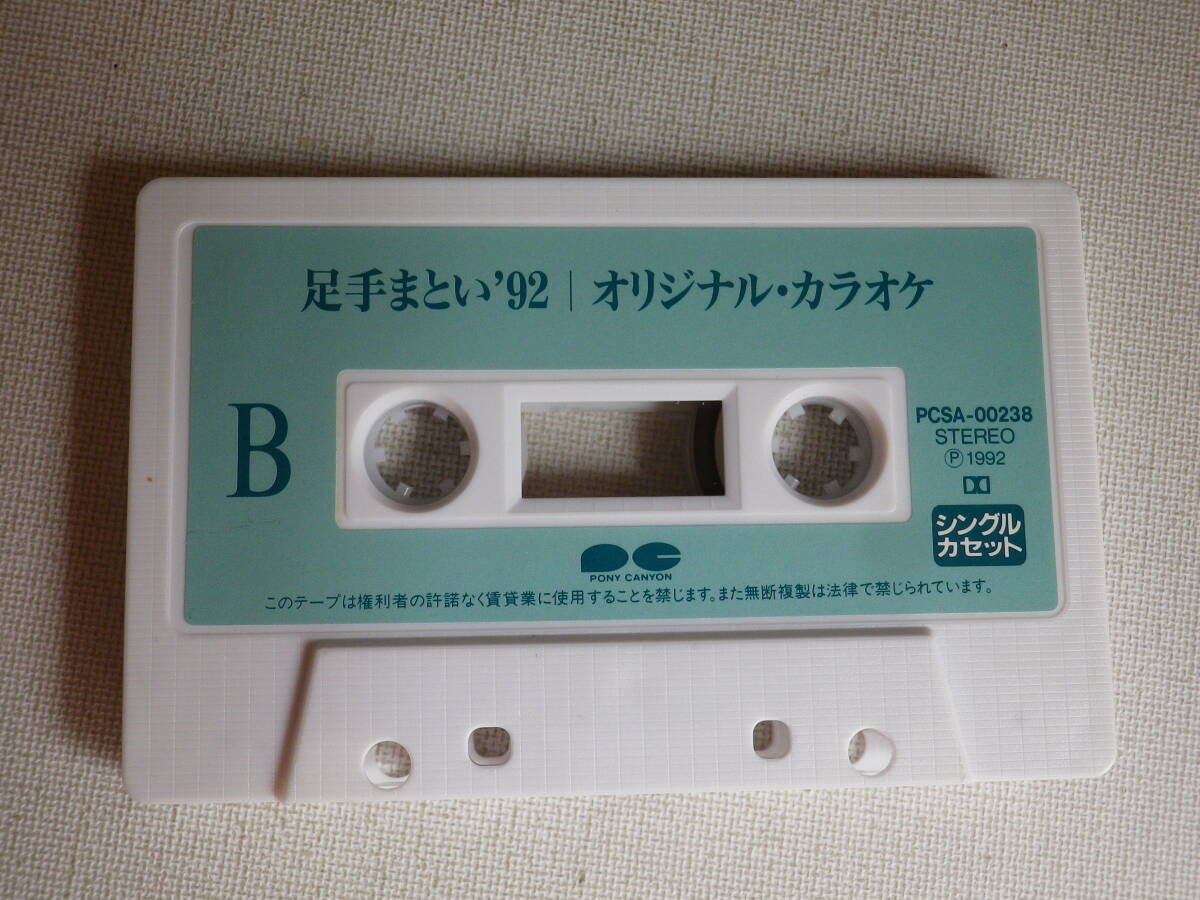 足手まとい’92｜オリジナル・カラオケ
B
PCSA-00238
STEREO
Ⓟ1992
シングル
カセット
PONY CANYON
このテープは権利者の許諾なく賃貸業に使用することを禁じます。また無断複製は法律で禁じられています。